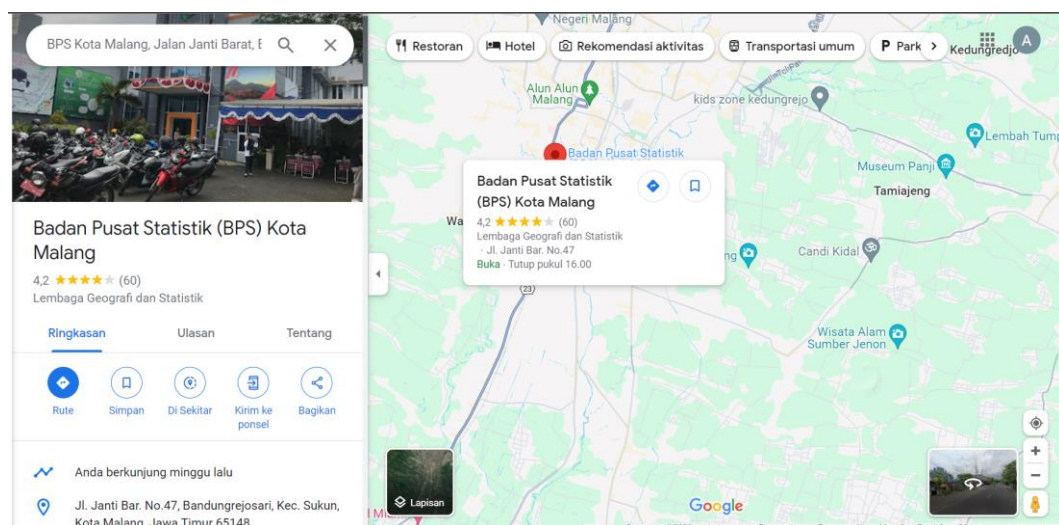 BPS Kota Malang, Jalan Janti Barat, E
Badan Pusat Statistik (BPS) Kota
Malang
4,2 (60)
Lembaga Geografi dan Statistik
Ringkasan Ulasan Tentang
Rute Simpan Di Sekitar Kirim ke Bagikan
ponsel
Anda berkunjung minggu lalu
Jl. Janti Bar. No.47, Bandungrejosari, Kec. Sukun,
Kota Malang, Jawa Timur 65148
Negeri Malang
Restoran Hotel Rekomendasi aktivitas Transportasi umum P Park
Kedungredjo
A
Alun Alun
Malang
kids zone kedungrejo
Lembah Tump
Badan Pusat Statistik
Museum Panji
Tamiajeng
Badan Pusat Statistik
(BPS) Kota Malang
4,2 (60)
Lembaga Geografi dan Statistik
· Jl. Janti Bar. No.47
Buka · Tutup pukul 16.00
Wa
ng
Candi Kidal
(23)
Wisata Alam
Sumber Jenon
Lapisan
Google